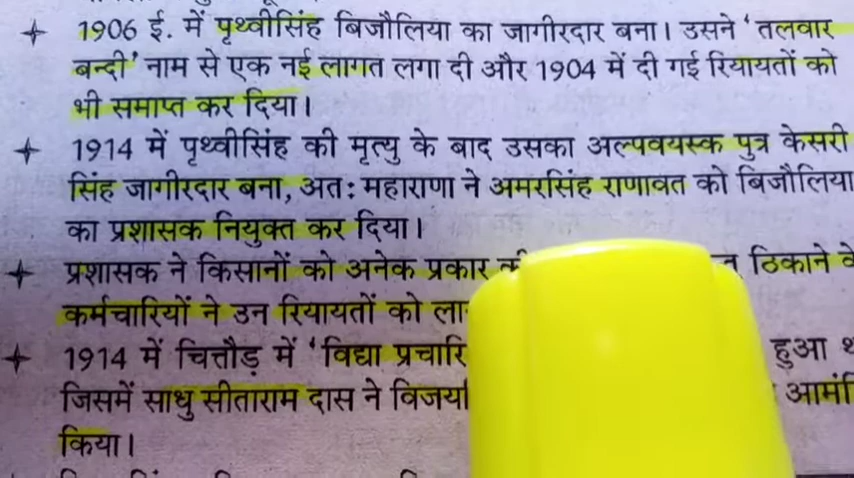 1906 ई. में पृथ्वीसिंह बिजौलिया का जागीरदार बना। उसने ‘तलवार
बन्दी’ नाम से एक नई लागत लगा दी और 1904 में दी गई रियायतों को
भी समाप्त कर दिया।
1914 में पृथ्वीसिंह की मृत्यु के बाद उसका अल्पवयस्क पुत्र केसरी
सिंह जागीरदार बना, अतः महाराणा ने अमरसिंह राणावत को बिजौलिया
का प्रशासक नियुक्त कर दिया।
प्रशासक ने किसानों को अनेक प्रकार ठिकाने
कर्मचारियों ने उन रियायतों को
1914 में चित्तौड़ में ‘विद्या हुआ
जिसमें साधु सीताराम दास ने
किया।